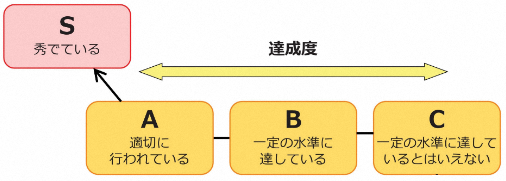 S
秀でている
達成度
A
適切に
行われている
B
一定の水準に
達している
C
一定の水準に達して
いるとはいえない